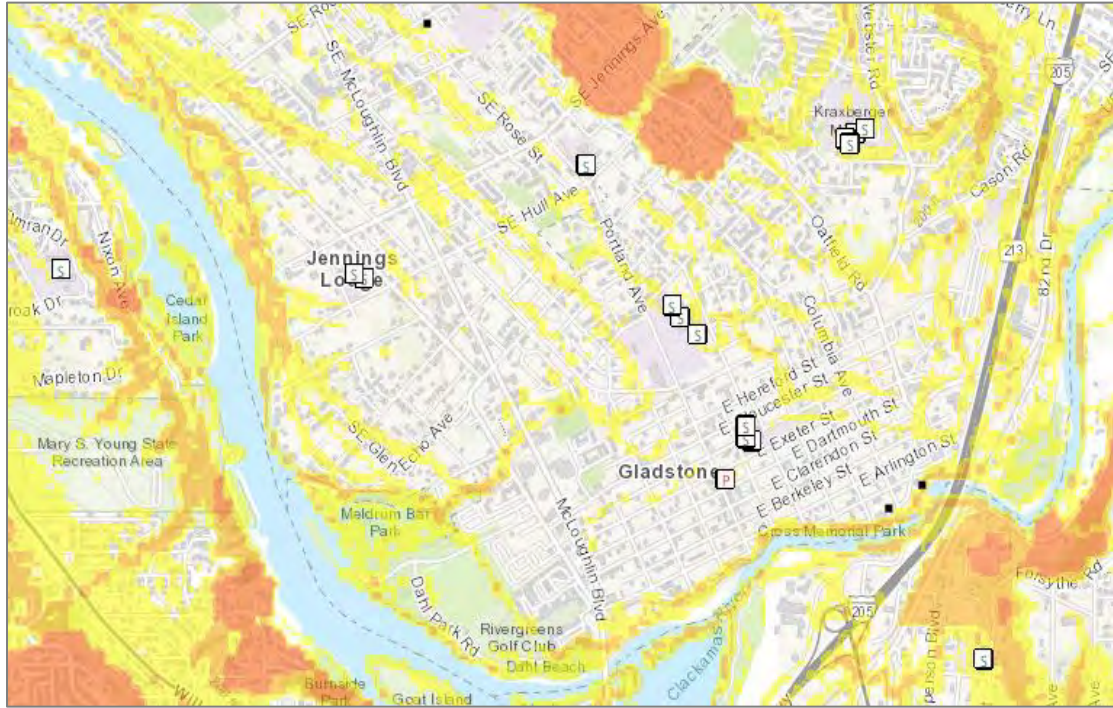 SE McLoughlin Blvd
SE Jennings Ave
Webster Rd
205
Kraxberger
SE Rose St
Cason Rd
SE Hull Ave
Portland Ave
Oatfield Rd
213
82nd Dr
Nixon Ave
Jennings
Lodge
Cedar
Island
Park
Columbia Ave
Mapleton Dr
E Hereford St
E Exeter St
E Dartmouth St
E Clarendon St
E Arlington St
E Berkeley St
Echo Ave
SE Glen
Mary S. Young State
Recreation Area
Gladstone
S
P
Meldrum Bar
Park
McLoughlin Blvd
Cross Memorial Park
Dahl Park Rd
Forsythe Rd
205
Rivergreens
Golf Club
Dahl Beach
Clackamas River
Burnside
Park
Goat Island